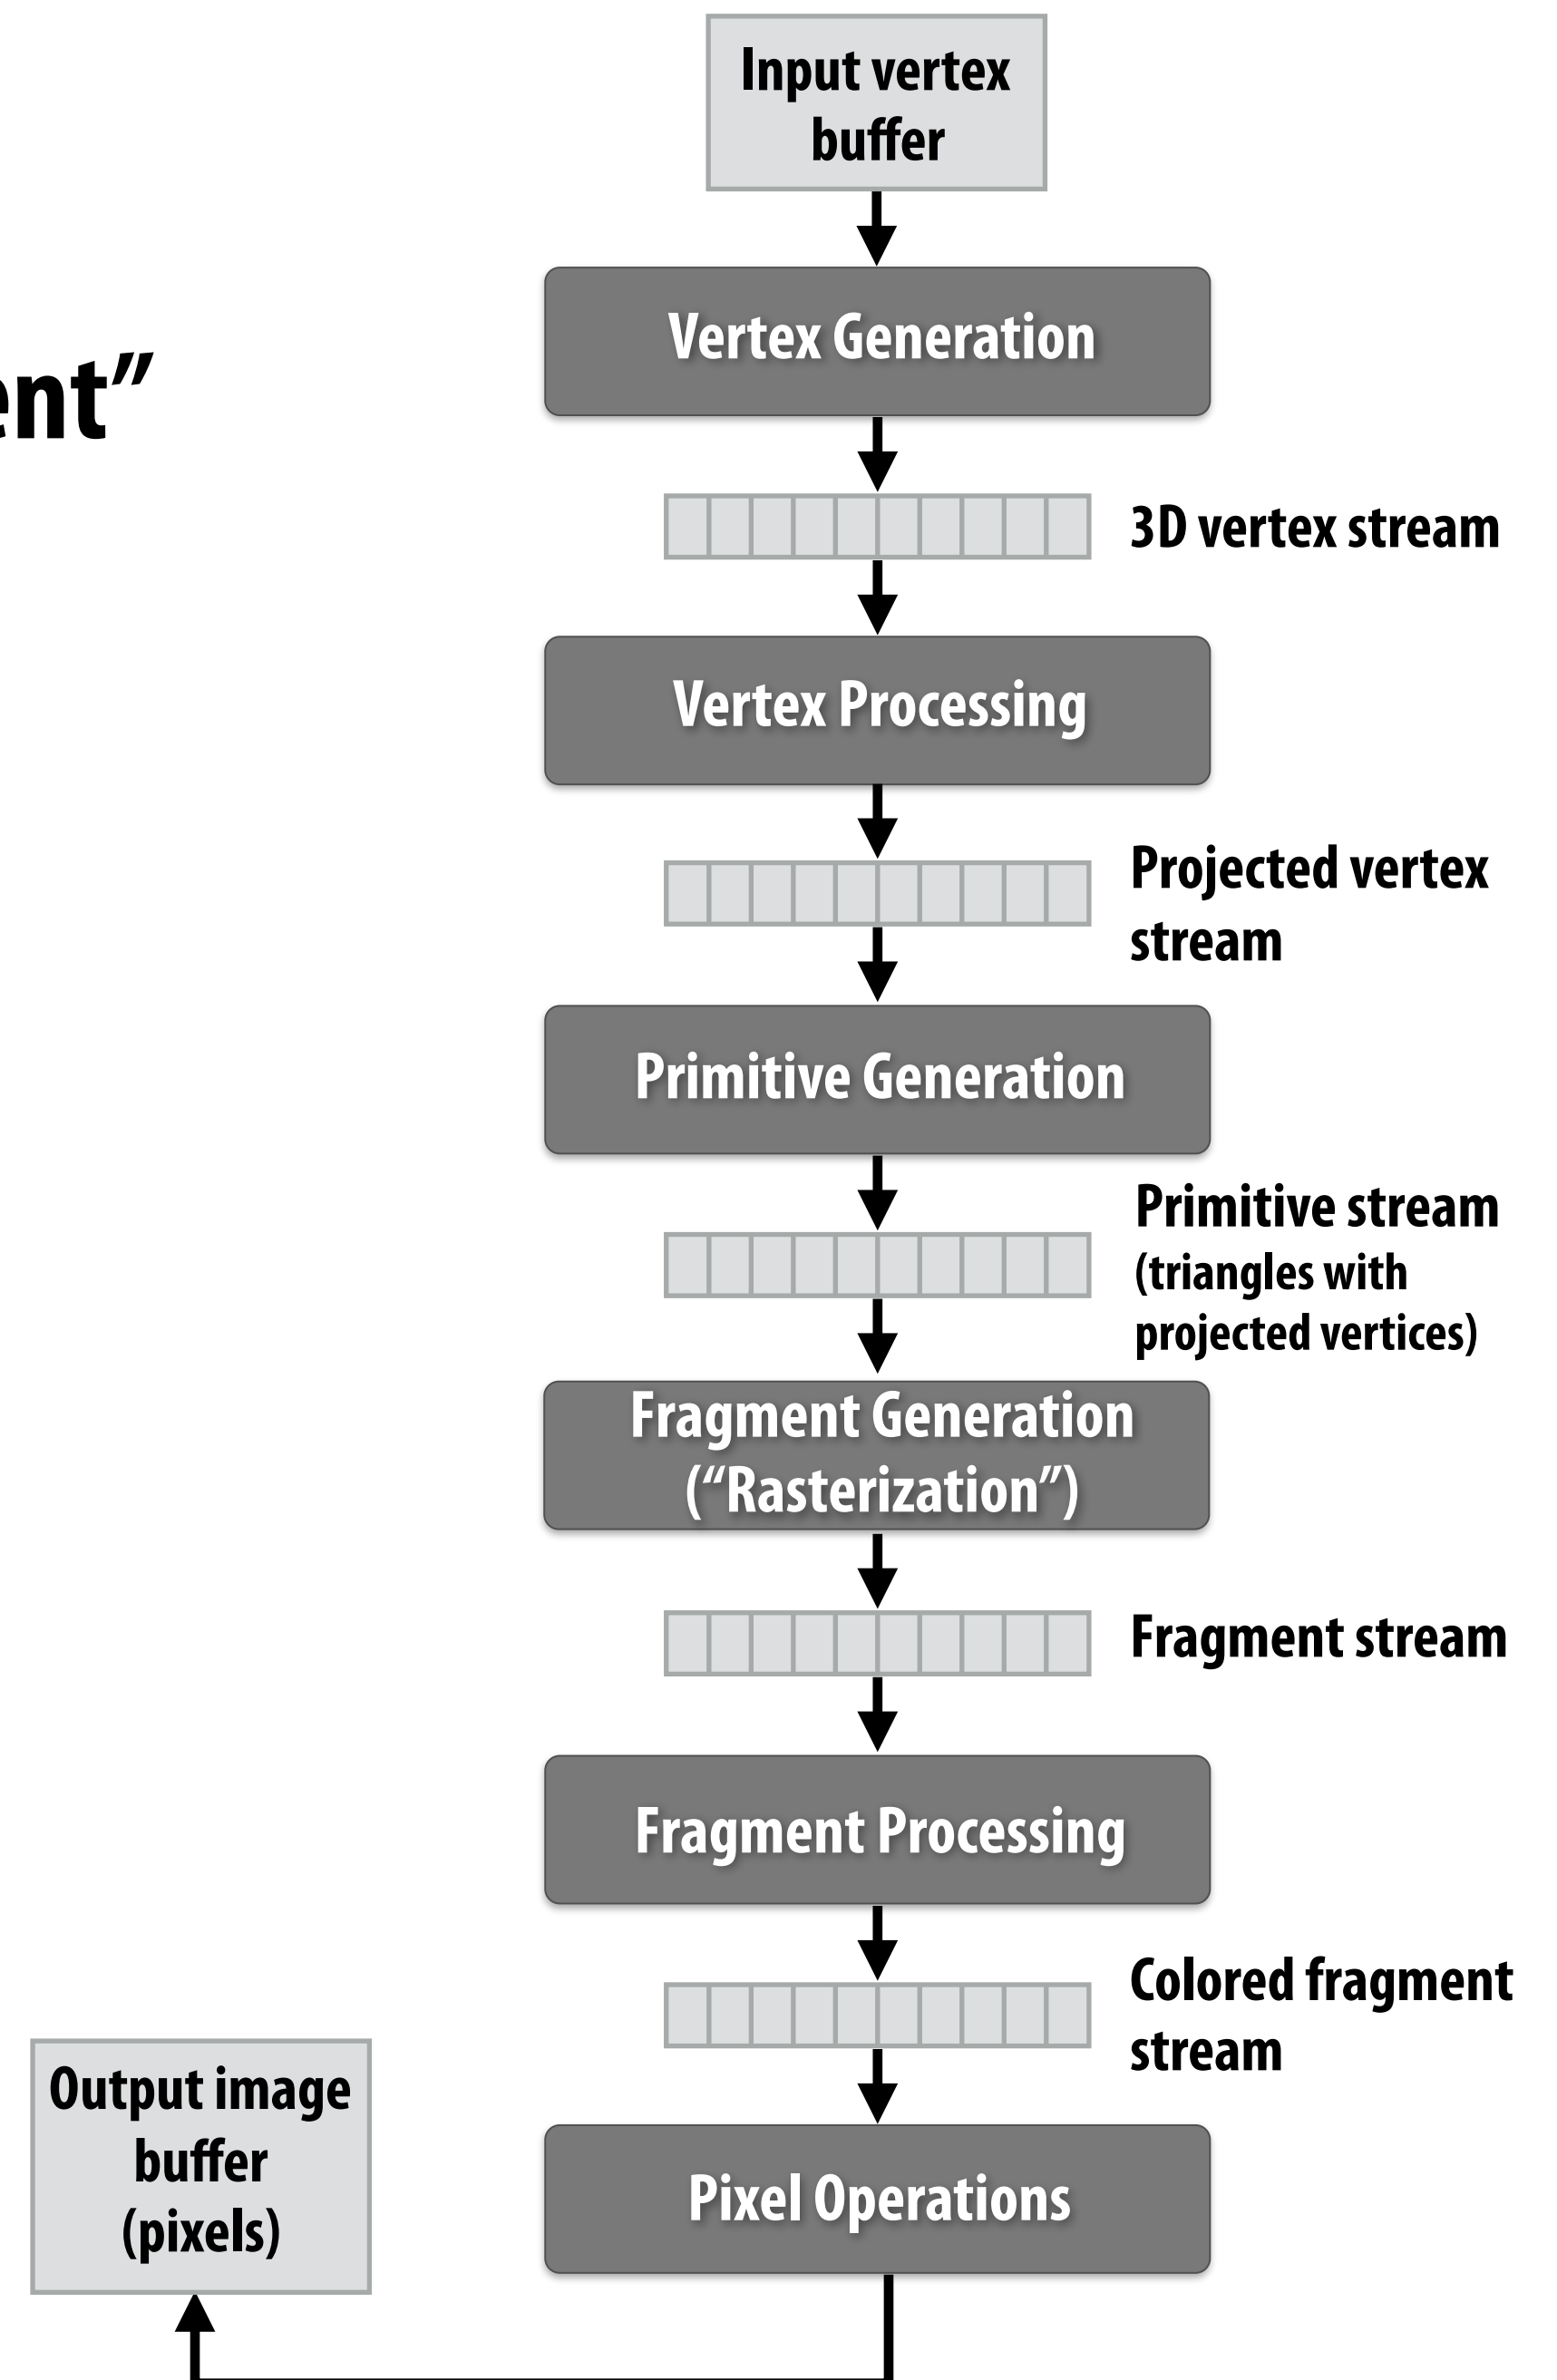 Input vertex
buffer
Vertex Generation
ent”
3D vertex stream
Vertex Processing
Projected vertex
stream
Primitive Generation
Primitive stream
(triangles with
projected vertices)
Fragment Generation
(“Rasterization”)
Fragment stream
Fragment Processing
Colored fragment
stream
Output image
buffer
(pixels)
Pixel Operations